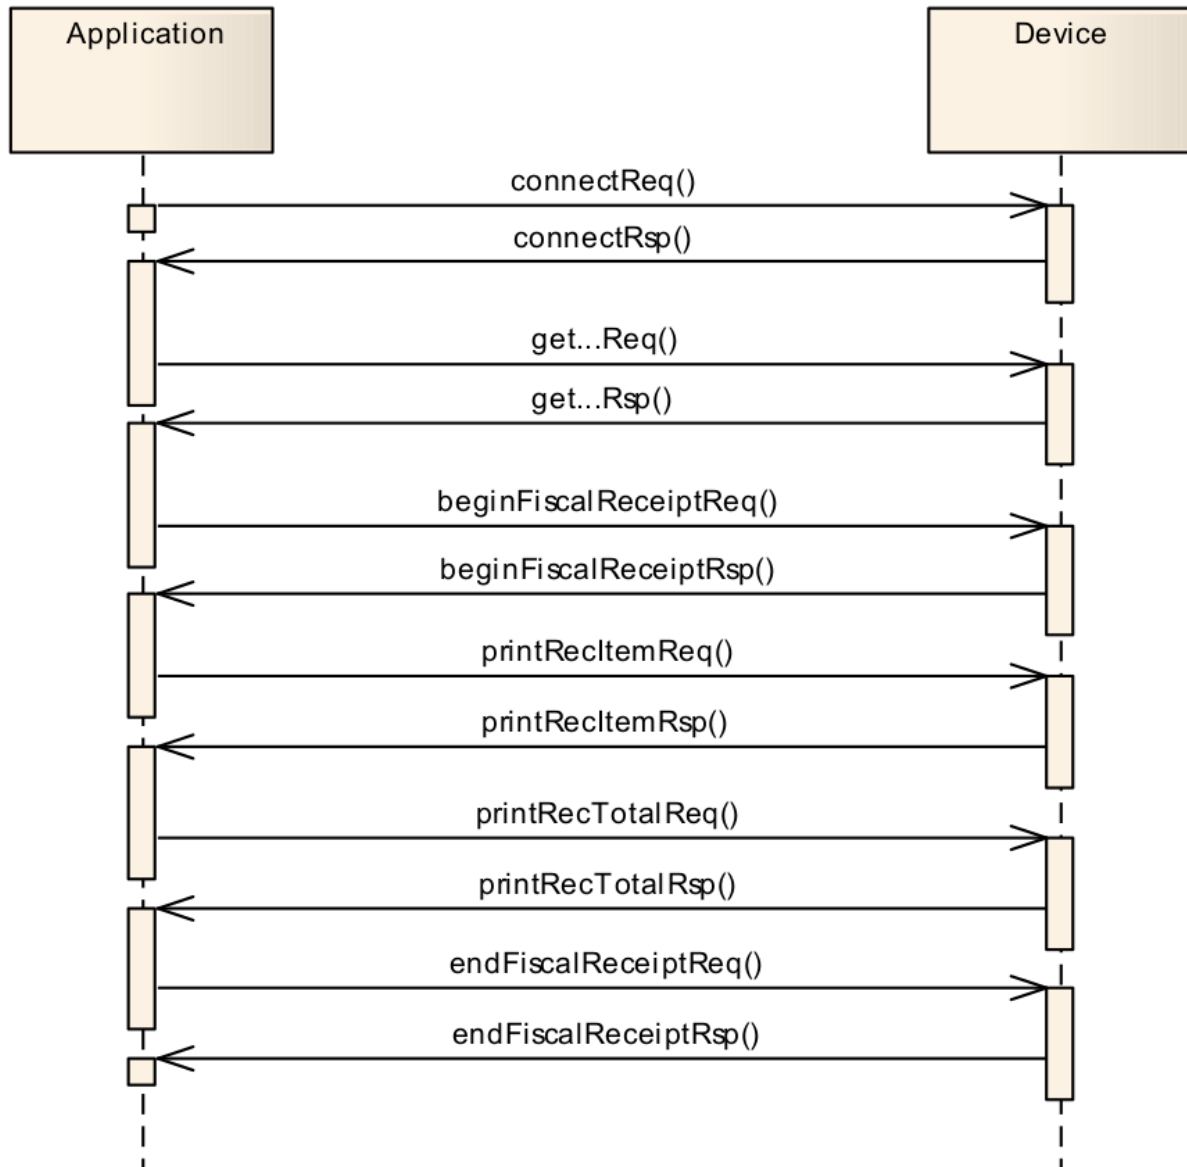 Application
Device
connectReq()
connectRsp()
get...Req()
get...Rsp()
beginFiscalReceiptReq()
beginFiscalReceiptRsp()
printRecItemReq()
printRecItemRsp()
printRecTotalReq()
printRecTotalRsp()
endFiscalReceiptReq()
endFiscalReceiptRsp()